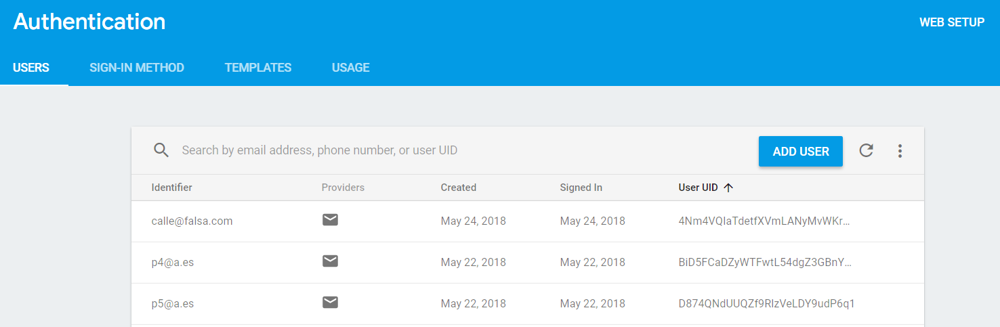 Authentication
WEB SETUP
USERS SIGN-IN METHOD TEMPLATES USAGE
Search by email address, phone number, or user UID
ADD USER
Identifier Providers Created Signed In User UID
calle@falsa.com May 24, 2018 May 24, 2018 4Nm4VQIaTdetfXVmLANyMvWKr...
p4@a.es May 22, 2018 May 22, 2018 BiD5FCaDZyWTFwtL54dgZ3GBnY...
p5@a.es May 22, 2018 May 22, 2018 D874QNdUUQZf9RlzVeLDY9udP6q1